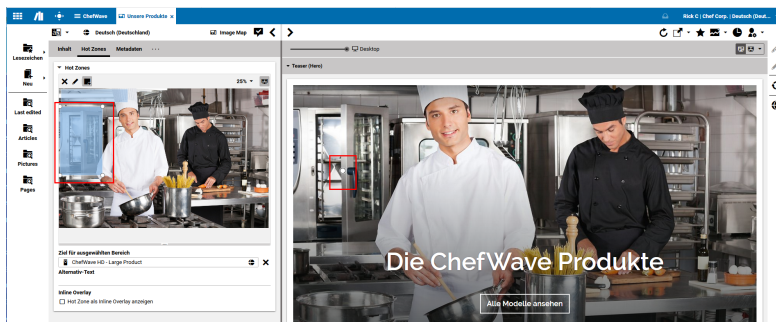 ChefWave
Unsere Produkte ×
Rick C | Chef Corp. | Deutsch (Deut...
Deutsch (Deutschland)
Image Map
Desktop
Lesezeichen
Inhalt
Hot Zones
Metadaten
···
Hot Zones
Teaser (Hero)
Neu
25%
Last edited
Articles
Pictures
Pages
Die ChefWave Produkte
Alle Modelle ansehen
Ziel für ausgewählten Bereich
ChefWave HD - Large Product
Alternativ-Text
Inline Overlay
Hot Zone als Inline Overlay anzeigen